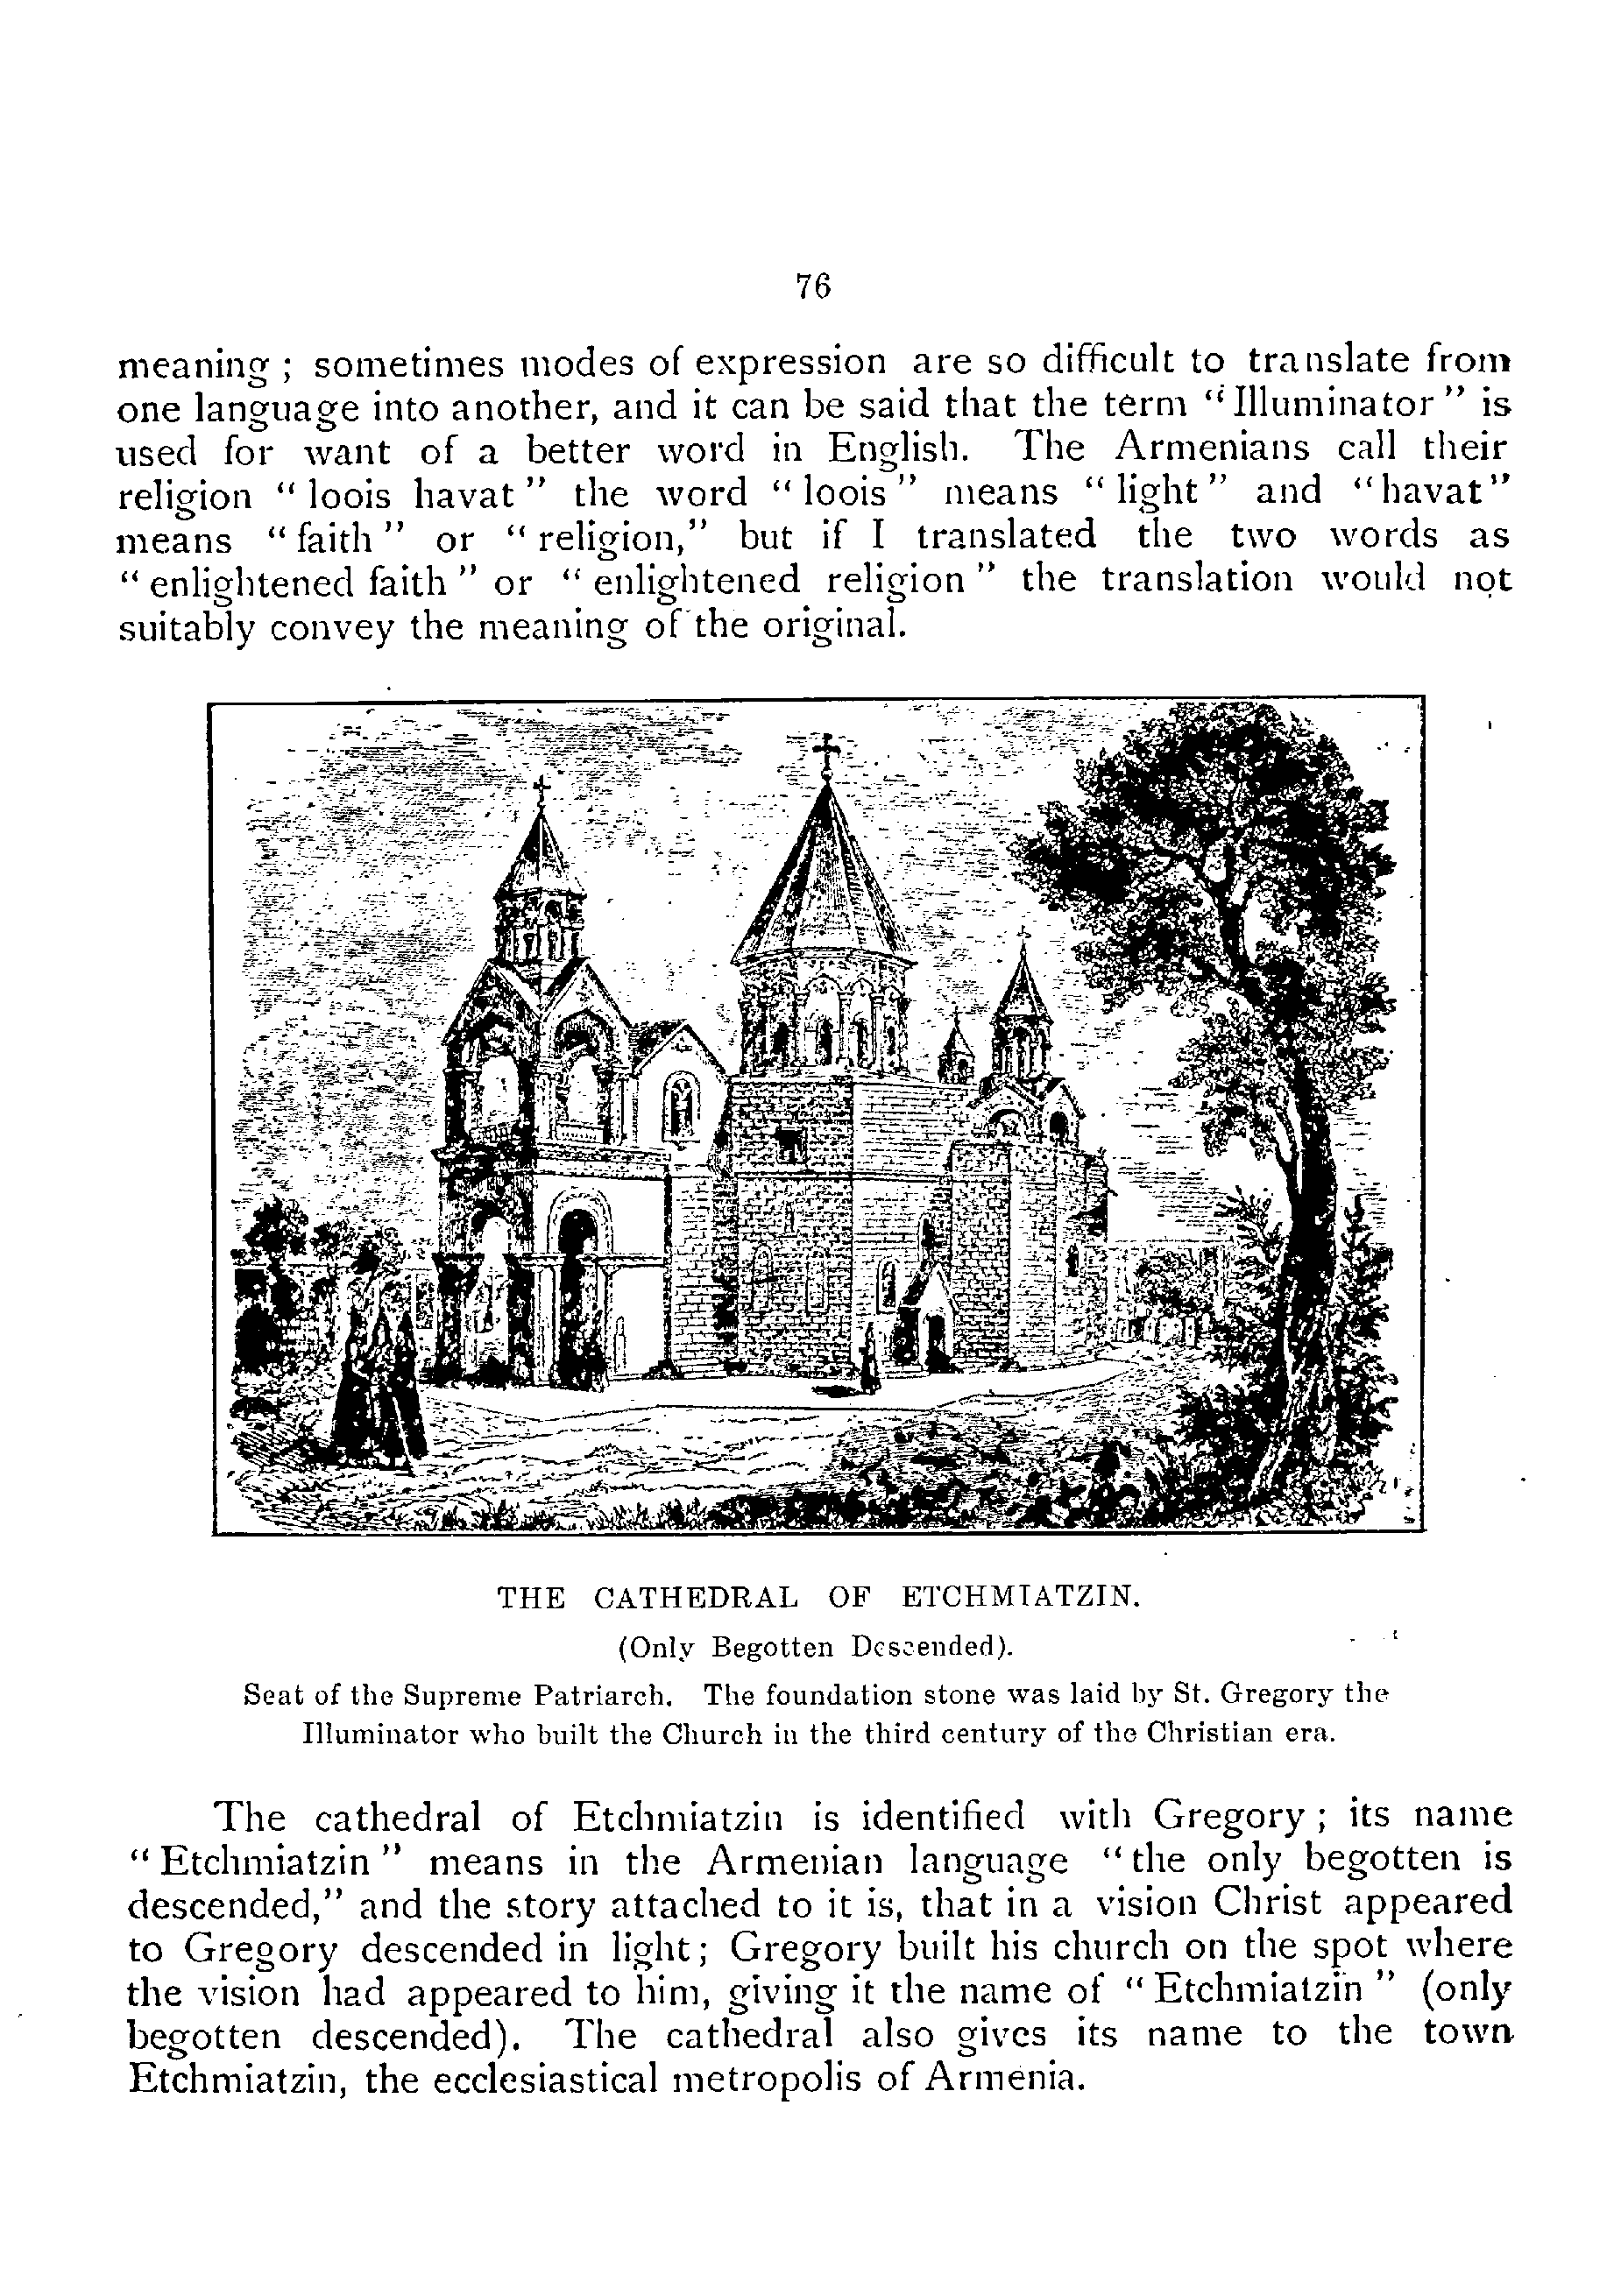 76
meaning ; sometimes modes of expression are so difficult to translate from
one language into another, and it can be said that the term “Illuminator” is
used for want of a better word in English. The Armenians call their
religion “loois havat” the word “loois” means “light” and “havat”
means “faith” or “religion,” but if I translated the two words as
“enlightened faith” or “enlightened religion” the translation would not
suitably convey the meaning of the original.
THE CATHEDRAL OF ETCHMIATZIN.
(Only Begotten Descended).
Seat of the Supreme Patriarch. The foundation stone was laid by St. Gregory the
Illuminator who built the Church in the third century of the Christian era.
The cathedral of Etchmiatzin is identified with Gregory ; its name
“Etchmiatzin” means in the Armenian language “the only begotten is
descended,” and the story attached to it is, that in a vision Christ appeared
to Gregory descended in light ; Gregory built his church on the spot where
the vision had appeared to him, giving it the name of “Etchmiatzin” (only
begotten descended). The cathedral also gives its name to the town
Etchmiatzin, the ecclesiastical metropolis of Armenia.